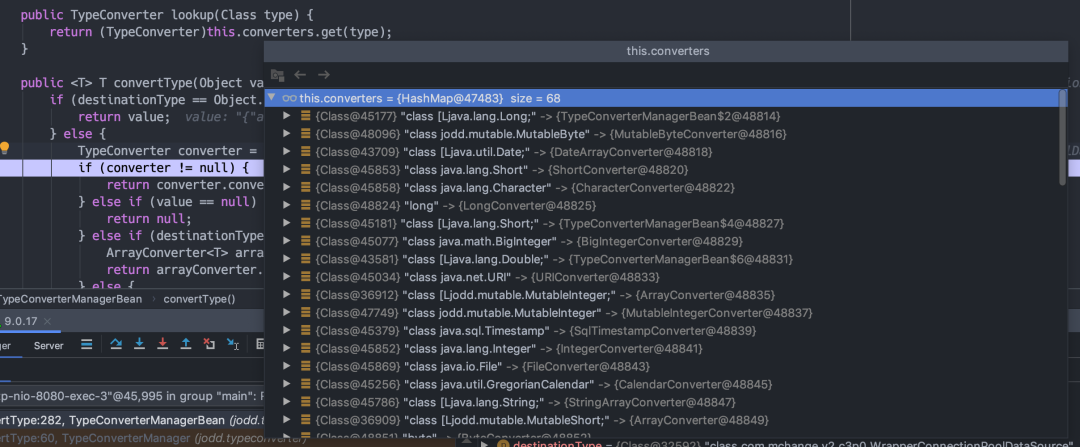 public TypeConverter lookup(Class type) {
return (TypeConverter)this.converters.get(type);
}
this.converters
public <T> T convertType(Object va
if (destinationType == Object.
return value; value: "{"a
} else {
TypeConverter converter =
if (converter != null) {
return converter.conve
} else if (value == null)
return null;
} else if (destinationTyp
ArrayConverter<T> arra
return arrayConverter.
} else {
this.converters = {HashMap@47483} size = 68
{Class@45177} "class [Ljava.lang.Long;" -> {TypeConverterManagerBean$2@48814}
{Class@48096} "class jodd.mutable.MutableByte" -> {MutableByteConverter@48816}
{Class@43709} "class [Ljava.util.Date;" -> {DateArrayConverter@48818}
{Class@45853} "class java.lang.Short" -> {ShortConverter@48820}
{Class@45858} "class java.lang.Character" -> {CharacterConverter@48822}
{Class@48824} "long" -> {LongConverter@48825}
{Class@45181} "class [Ljava.lang.Short;" -> {TypeConverterManagerBean$4@48827}
{Class@45077} "class java.math.BigInteger" -> {BigIntegerConverter@48829}
{Class@43581} "class [Ljava.lang.Double;" -> {TypeConverterManagerBean$6@48831}
{Class@45034} "class java.net.URI" -> {URIConverter@48833}
{Class@36912} "class [Ljodd.mutable.MutableInteger;" -> {ArrayConverter@48835}
{Class@47749} "class jodd.mutable.MutableInteger" -> {MutableIntegerConverter@48837}
{Class@45379} "class java.sql.Timestamp" -> {SqlTimestampConverter@48839}
{Class@45852} "class java.lang.Integer" -> {IntegerConverter@48841}
{Class@45869} "class java.io.File" -> {FileConverter@48843}
{Class@45256} "class java.util.GregorianCalendar" -> {CalendarConverter@48845}
{Class@45786} "class [Ljava.lang.String;" -> {StringArrayConverter@48847}
{Class@36909} "class [Ljodd.mutable.MutableShort;" -> {ArrayConverter@48849}
{Class@48851} "byte" -> {ByteConverter@48852}
TypeConverterManagerBean › convertType()
9.0.17
ger Server
p-nio-8080-exec-3"@45,995 in group "main": R
ertType:282, TypeConverterManagerBean (jodd.t
ertType:60, TypeConverterManager (jodd.typeconverter)
destinationType = {Class@32592} "class com.mchange.v2.c3p0.WrapperConnectionPoolDataSource"